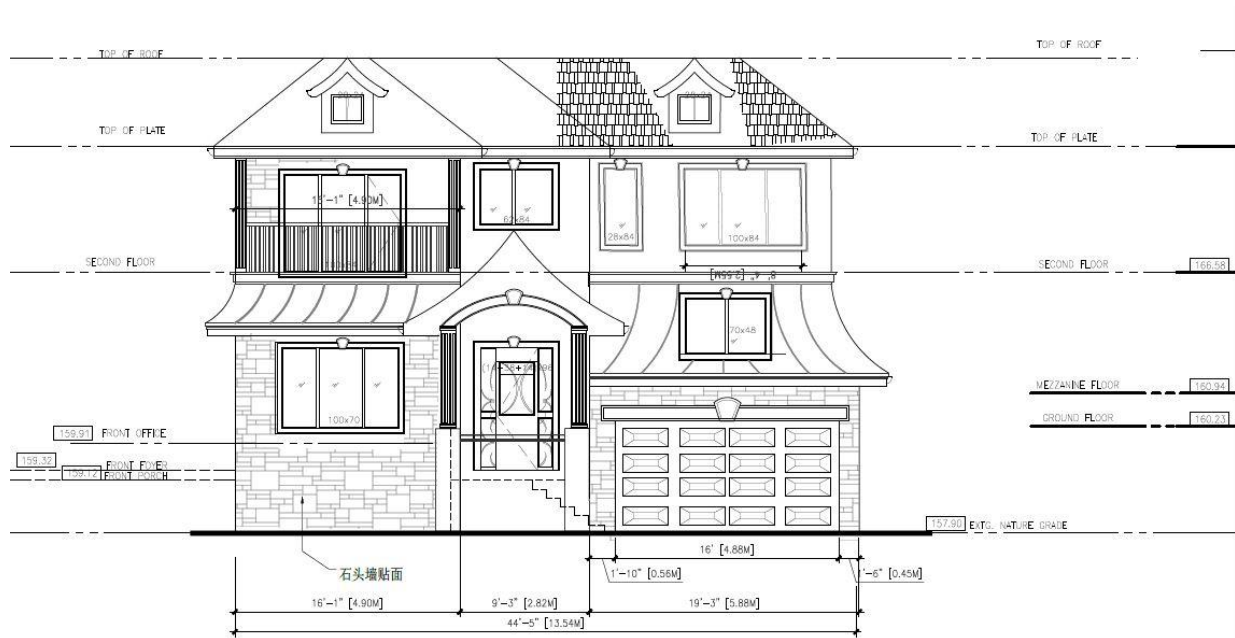 TOP OF ROOF
TOP OF ROOF
TOP OF PLATE
TOP OF PLATE
62x84
28x84
100x84
SECOND FLOOR
SECOND FLOOR
166.58
8'-4" [2.55M]
70x48
MEZZANINE FLOOR
160.94
100x70
GROUND FLOOR
160.23
159.91
FRONT OFFICE
159.32
FRONT FOYER
159.12
FRONT PORCH
157.90
EXTG. NATURE GRADE
16' [4.88M]
石头墙贴面
1'-10" [0.56M]
1'-6" [0.45M]
16'-1" [4.90M]
9'-3" [2.82M]
19'-3" [5.88M]
44'-5" [13.54M]